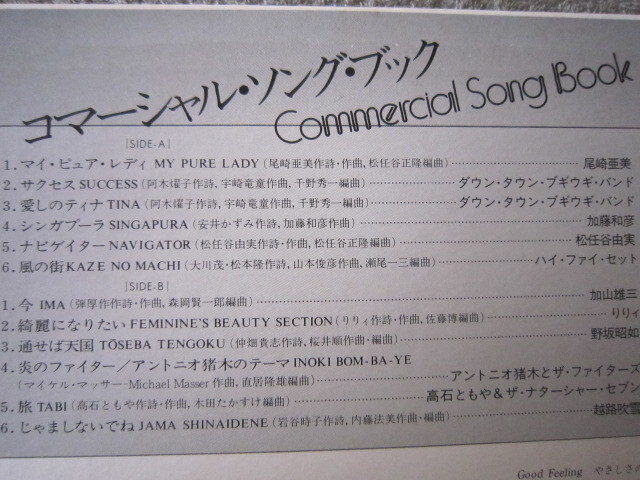 コマーシャル・ソング・ブック
Commercial Song Book
|SIDE-A|
1.マイ・ピュア・レディ MY PURE LADY(尾崎亜美作詩・作曲,松任谷正隆編曲)尾崎亜美
2.サクセス SUCCESS(阿木燿子作詩,宇崎竜童作曲,千野秀一編曲)ダウン・タウン・ブギウギ・バンド
3.愛しのティナ TINA(阿木燿子作詩,宇崎竜童作曲,千野秀一編曲)ダウン・タウン・ブギウギ・バンド
4.シンガプーラ SINGAPURA(安井かずみ作詩,加藤和彦作曲)加藤和彦
5.ナビゲイター NAVIGATOR(松任谷由実作詩・作曲,松任谷正隆編曲)松任谷由実
6.風の街 KAZE NO MACHI(大川茂・松本隆作詩,山本俊彦作曲,瀬尾一三編曲)ハイ・ファイ・セット
|SIDE-B|
1.今 IMA(弾厚作作詩・作曲,森岡賢一郎編曲)加山雄三
2.綺麗になりたい FEMININE'S BEAUTY SECTION(りりィ作詩・作曲,佐藤博編曲)りりィ
3.通せば天国 TŌSEBA TENGOKU(仲畑貴志作詩,桜井順作曲・編曲)野坂昭如
4.炎のファイター/アントニオ猪木のテーマ INOKI BOM-BA-YE
(マイケル・マッサー-Michael Masser 作曲,直居隆雄編曲)アントニオ猪木とザ・ファイターズ
5.旅 TABI(高石ともや作詩・作曲,木田たかすけ編曲)高石ともや&ザ・ナターシャー・セブン
6.じゃましないでね JAMA SHINAIDENE(岩谷時子作詩,内藤法美作曲・編曲)越路吹雪
Good Feeling やさしさの